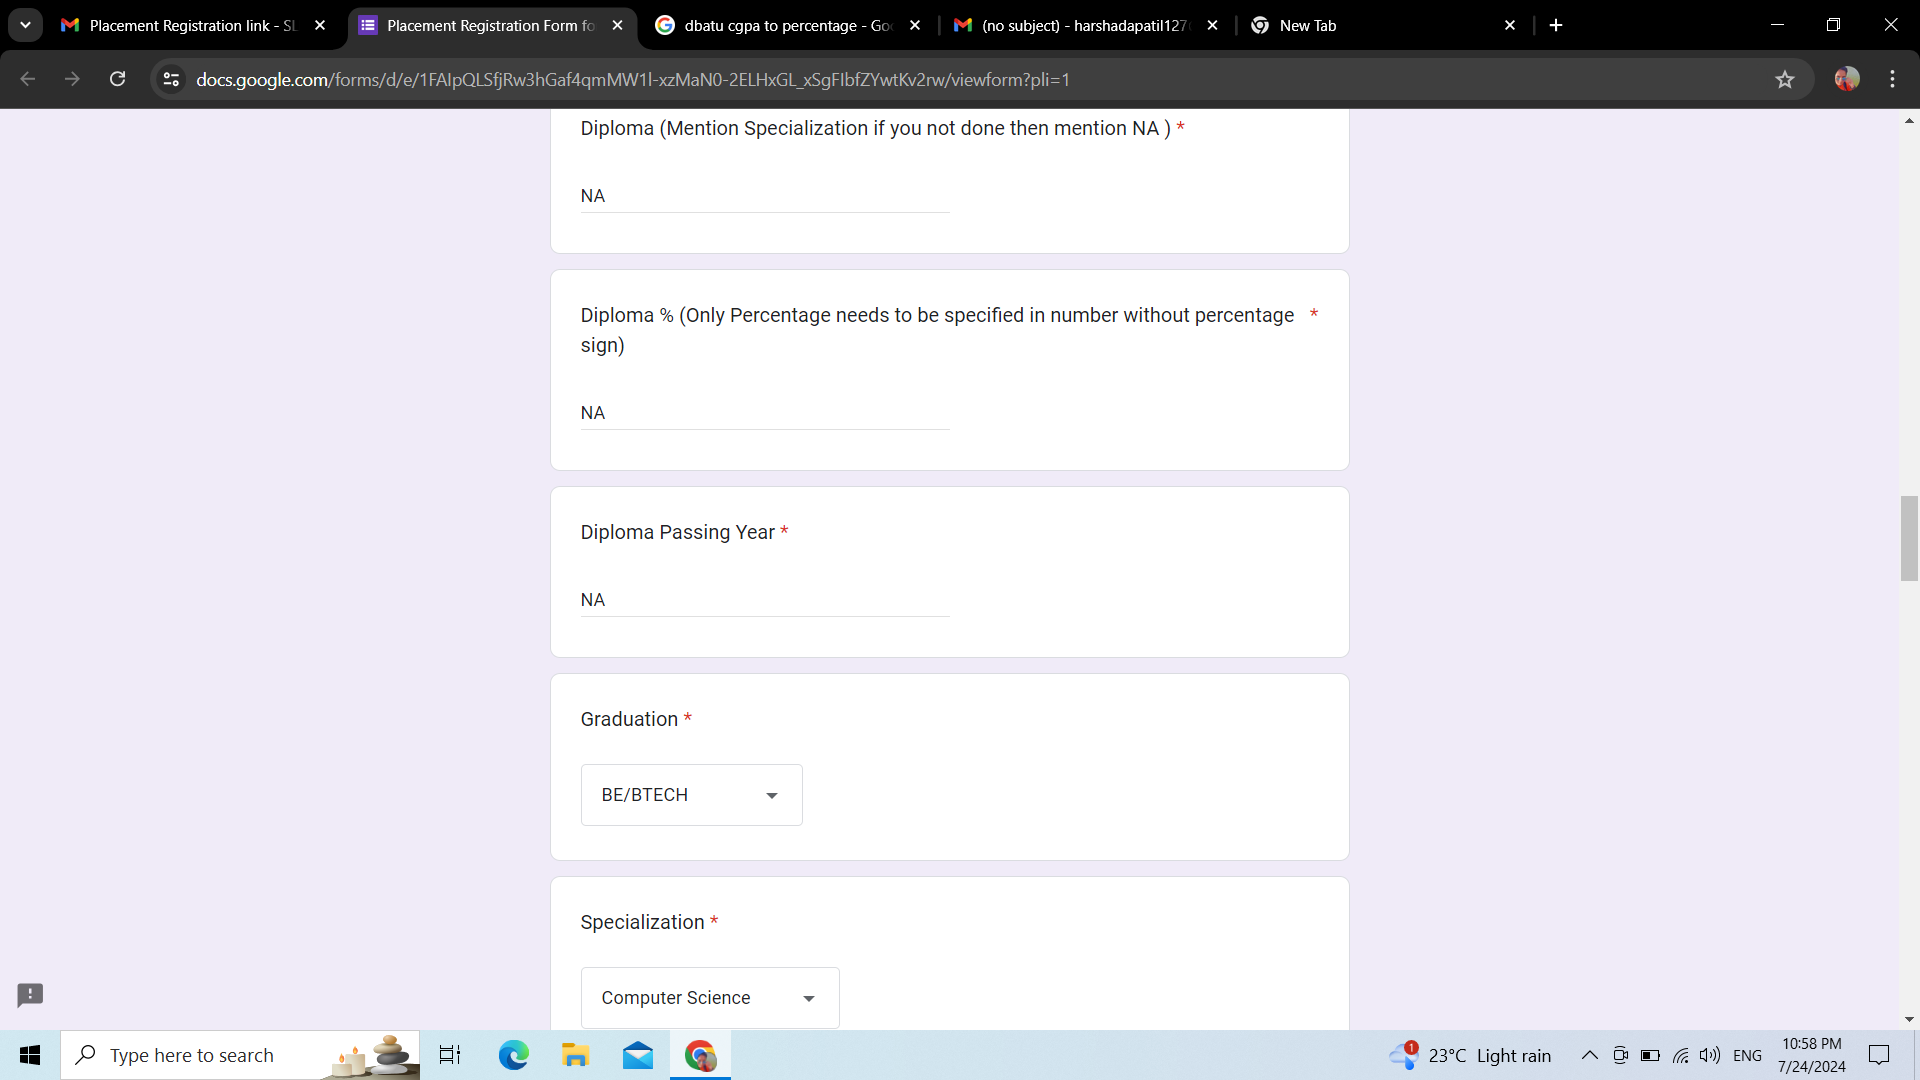 Placement Registration link - SL
Placement Registration Form fo
dbatu cgpa to percentage - Goo
(no subject) - harshadapatil127
New Tab
docs.google.com/forms/d/e/1FAIpQLSfjRw3hGaf4qmMW1l-xzMaN0-2ELHxGL_xSgFIbfZYwtKv2rw/viewform?pli=1
Diploma (Mention Specialization if you not done then mention NA ) *
NA
Diploma % (Only Percentage needs to be specified in number without percentage *
sign)
NA
Diploma Passing Year *
NA
Graduation *
BE/BTECH
Specialization *
Computer Science
Type here to search
1
23°C Light rain
ENG
10:58 PM
7/24/2024